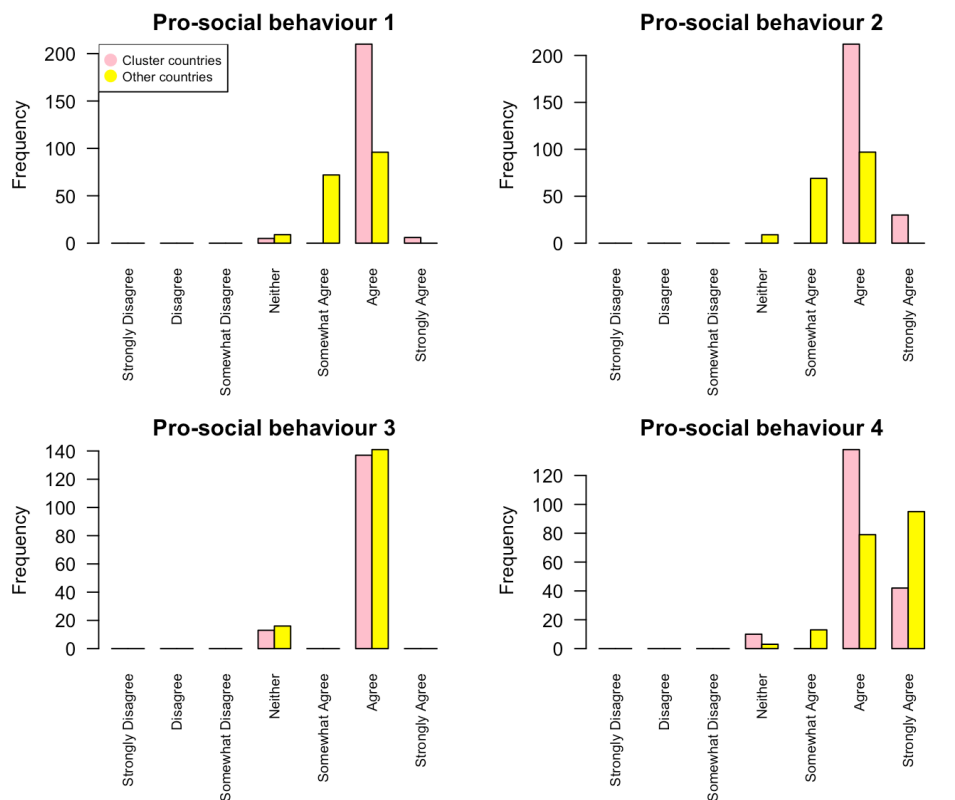 Pro-social behaviour 1
Frequency
200
150
100
50
0
Cluster countries
Other countries
Strongly Disagree
Disagree
Somewhat Disagree
Neither
Somewhat Agree
Agree
Strongly Agree
Pro-social behaviour 2
Frequency
200
150
100
50
0
Strongly Disagree
Disagree
Somewhat Disagree
Neither
Somewhat Agree
Agree
Strongly Agree
Pro-social behaviour 3
Frequency
140
120
100
80
60
40
20
0
Strongly Disagree
Disagree
Somewhat Disagree
Neither
Somewhat Agree
Agree
Strongly Agree
Pro-social behaviour 4
Frequency
120
100
80
60
40
20
0
Strongly Disagree
Disagree
Somewhat Disagree
Neither
Somewhat Agree
Agree
Strongly Agree